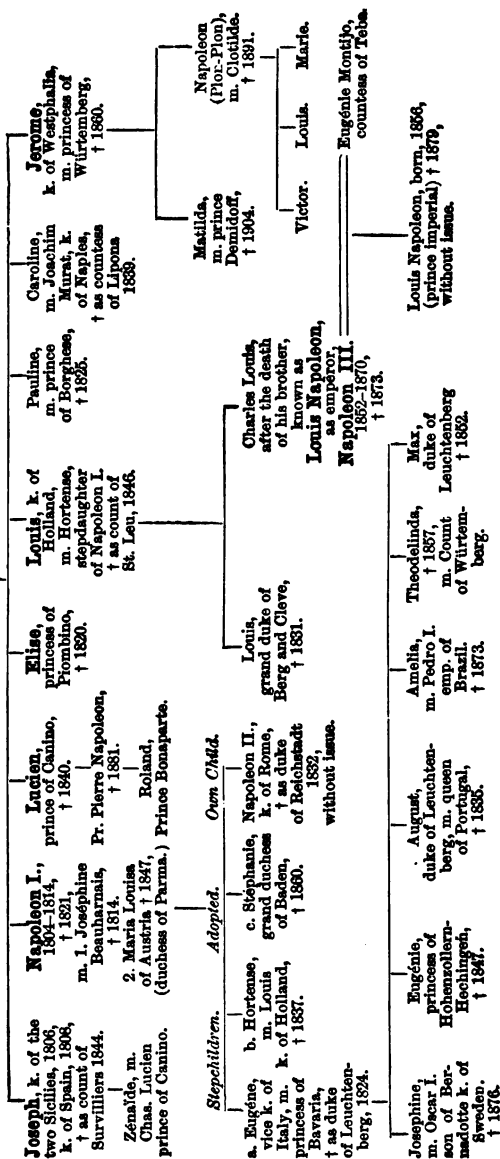 Joseph, k. of the
two Sicilies, 1806,
k. of Spain, 1808,
† as count of
Survilliers 1844.
Zénaïde, m.
Chas. Lucien
prince of Canino.
Napoleon I.,
1804–1814,
† 1821,
m. 1. Joséphine
Beauharnais,
† 1814.
2. Maria Louisa
of Austria † 1847,
(duchess of Parma.)
Lucien,
prince of Canino,
† 1840.
Pr. Pierre Napoleon,
† 1881.
Roland,
Prince Bonaparte.
Elise,
princess of
Piombino,
† 1820.
Louis, k. of
Holland,
m. Hortense,
stepdaughter
of Napoleon I.
† as count of
St. Leu, 1846.
Pauline,
m. prince
of Borghese,
† 1825.
Caroline,
m. Joachim
Murat, k.
of Naples,
† as countess
of Lipona
1839.
Jerome,
k. of Westphalia,
m. princess of
Würtemberg,
† 1860.
Stepchildren.
Adopted.
Own Child.
a. Eugéne,
vice k. of
Italy, m.
princess of
Bavaria,
† as duke
of Leuchten-
berg, 1824.
b. Hortense,
m. Louis
k. of Holland,
† 1837.
c. Stéphanie,
grand duchess
of Baden,
† 1860.
Napoleon II.,
k. of Rome,
† as duke
of Reichstadt
1832,
without issue.
Louis,
grand duke of
Berg and Cleve,
† 1831.
Charles Louis,
after the death
of his brother,
known as
Louis Napoleon,
as emperor,
Napoleon III.
1852–1870,
† 1873.
Eugénie Montijo,
countess of Teba.
Matilda,
m. prince
Demidoff,
† 1904.
Napoleon
(Plon-Plon),
m. Clotilde.
† 1891.
Victor. Louis. Marie.
Louis Napoleon, born, 1856,
(prince imperial) † 1879,
without issue.
Josephine,
m. Oscar I.
son of Ber-
nadotte k. of
Sweden.
† 1876.
Eugénie,
princess of
Hohenzollern-
Hechingen,
† 1847.
August,
duke of Leuchten-
berg, m. queen
of Portugal,
† 1835.
Amelia,
m. Pedro I.
emp. of
Brazil.
† 1873.
Theodelinda,
† 1857,
m. Count
of Würtem-
berg.
Max,
duke of
Leuchtenberg
† 1852.